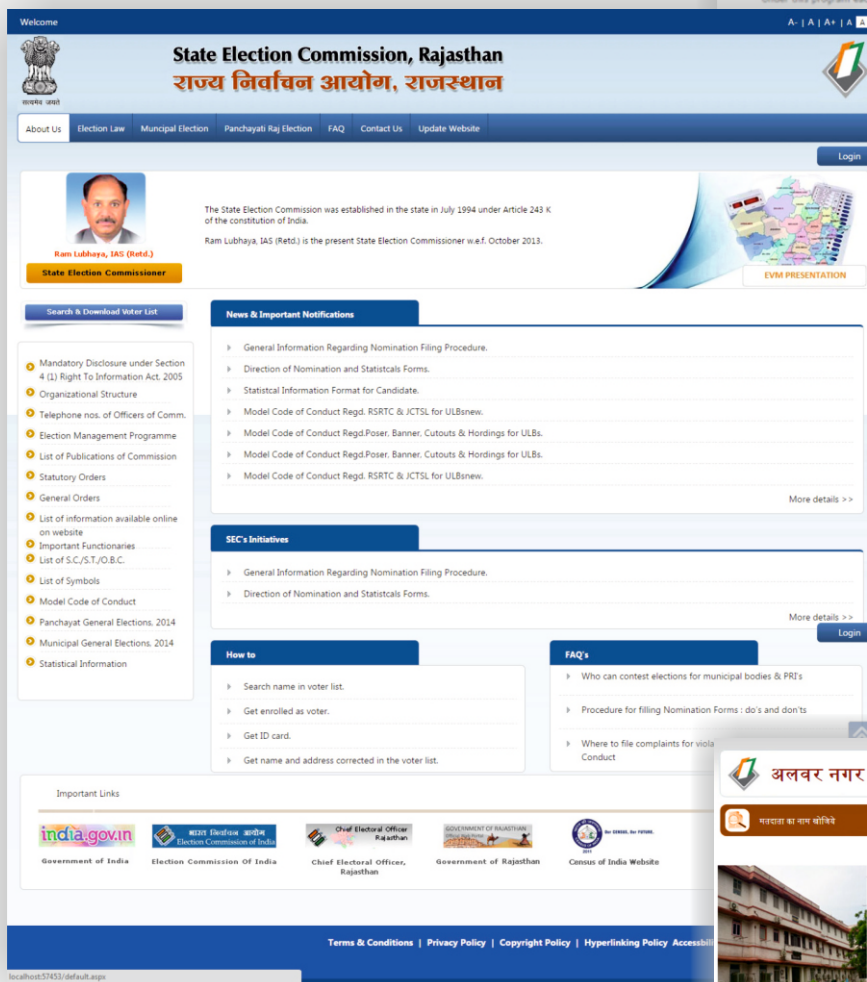 Under this program each
Welcome
A- | A | A+ | A A
State Election Commission, Rajasthan
राज्य निर्वाचन आयोग, राजस्थान
सत्यमेव जयते
About Us Election Law Muncipal Election Panchayati Raj Election FAQ Contact Us Update Website
Login
The State Election Commission was established in the state in July 1994 under Article 243 K
of the constitution of India.
Ram Lubhaya, IAS (Retd.) is the present State Election Commissioner w.e.f. October 2013.
Ram Lubhaya, IAS (Retd.)
State Election Commissioner
EVM PRESENTATION
Search & Download Voter List
Mandatory Disclosure under Section
4 (1) Right To Information Act, 2005
Organizational Structure
Telephone nos. of Officers of Comm.
Election Management Programme
List of Publications of Commission
Statutory Orders
General Orders
List of information available online
on website
Important Functionaries
List of S.C./S.T./O.B.C.
List of Symbols
Model Code of Conduct
Panchayat General Elections, 2014
Municipal General Elections, 2014
Statistical Information
News & Important Notifications
General Information Regarding Nomination Filing Procedure.
Direction of Nomination and Statistcals Forms.
Statistcal Information Format for Candidate.
Model Code of Conduct Regd. RSRTC & JCTSL for ULBsnew.
Model Code of Conduct Regd.Poser, Banner, Cutouts & Hordings for ULBs.
Model Code of Conduct Regd.Poser, Banner, Cutouts & Hordings for ULBs.
Model Code of Conduct Regd. RSRTC & JCTSL for ULBsnew.
More details >>
SEC's Initiatives
General Information Regarding Nomination Filing Procedure.
Direction of Nomination and Statistcals Forms.
More details >>
Login
How to
Search name in voter list.
Get enrolled as voter.
Get ID card.
Get name and address corrected in the voter list.
FAQ's
Who can contest elections for municipal bodies & PRI's
Procedure for filling Nomination Forms : do's and don'ts
Where to file complaints for viola
Conduct
अलवर नगर
मतदाता का नाम खोजिये
Important Links
india.gov.in
भारत निर्वाचन आयोग
Election Commission of India
Chief Electoral Officer
Rajasthan
GOVERNMENT OF RAJASTHAN
Our CENSUS, Our FUTURE.
Government of India
Election Commission Of India
Chief Electoral Officer,
Rajasthan
Government of Rajasthan
Census of India Website
Terms & Conditions | Privacy Policy | Copyright Policy | Hyperlinking Policy Accessbili
localhost:57453/default.aspx